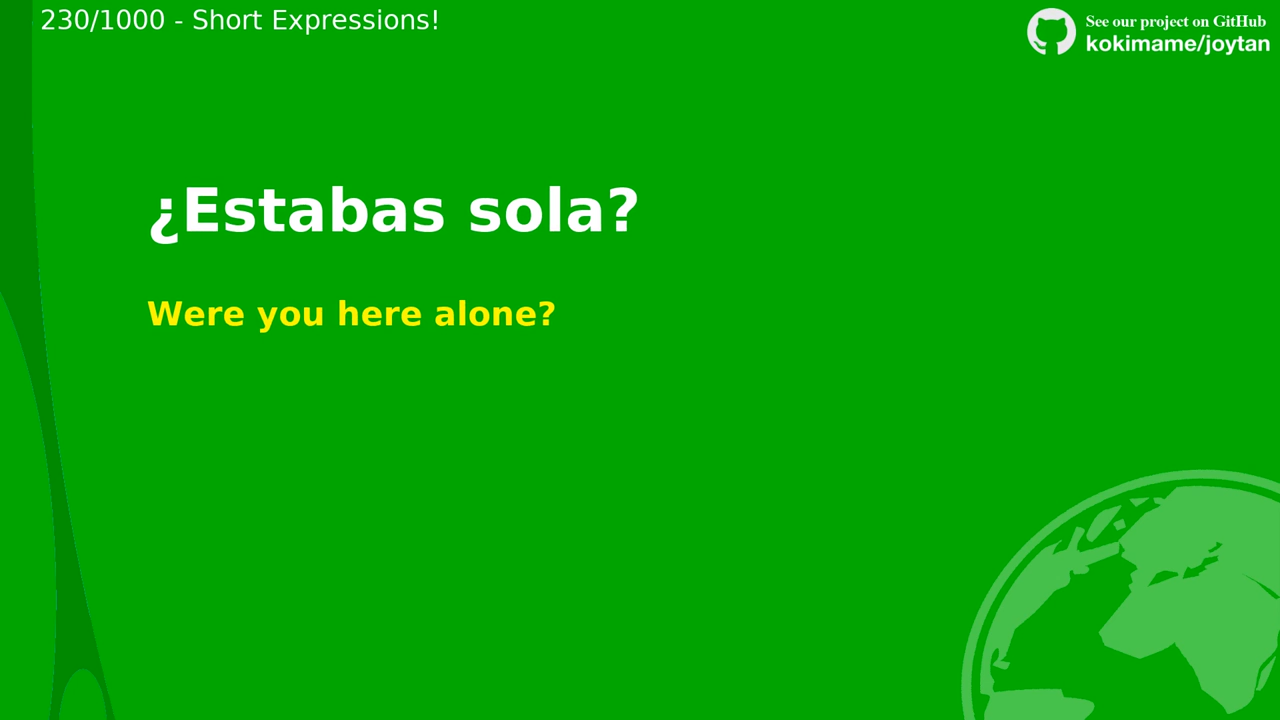 230/1000 - Short Expressions!
See our project on GitHub
kokimame/joytan
¿Estabas sola?
Were you here alone?